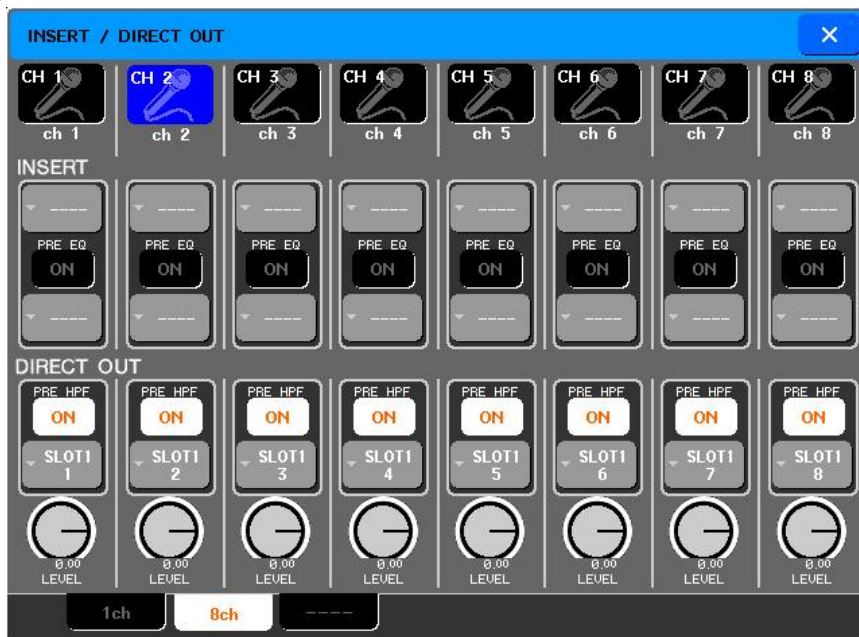 INSERT / DIRECT OUT
CH 1 CH 2 CH 3 CH 4 CH 5 CH 6 CH 7 CH 8
ch 1 ch 2 ch 3 ch 4 ch 5 ch 6 ch 7 ch 8
INSERT
---- ---- ---- ---- ---- ---- ---- ----
PRE EQ PRE EQ PRE EQ PRE EQ PRE EQ PRE EQ PRE EQ PRE EQ
ON ON ON ON ON ON ON ON
---- ---- ---- ---- ---- ---- ---- ----
DIRECT OUT
PRE HPF PRE HPF PRE HPF PRE HPF PRE HPF PRE HPF PRE HPF PRE HPF
ON ON ON ON ON ON ON ON
SLOT1 SLOT1 SLOT1 SLOT1 SLOT1 SLOT1 SLOT1 SLOT1
1 2 3 4 5 6 7 8
0.00 0.00 0.00 0.00 0.00 0.00 0.00 0.00
LEVEL LEVEL LEVEL LEVEL LEVEL LEVEL LEVEL LEVEL
1ch 8ch ----